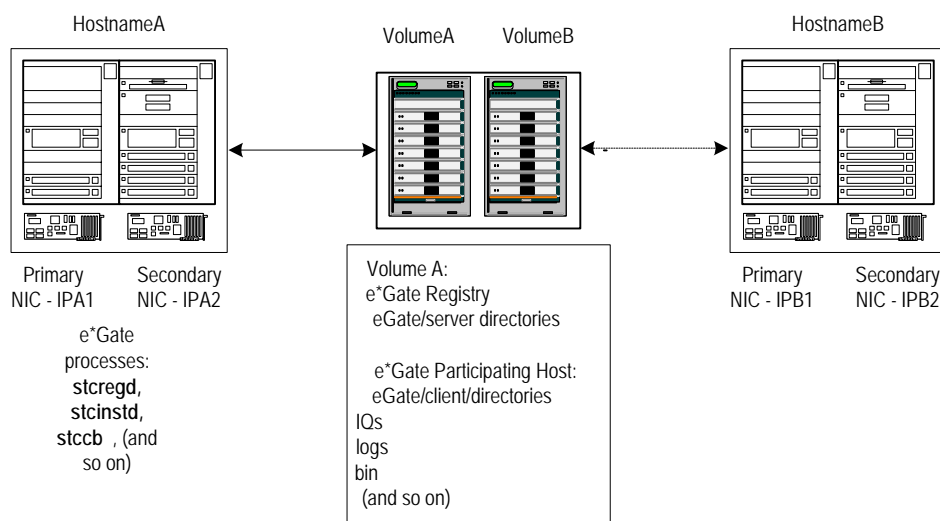 HostnameA
VolumeA
VolumeB
HostnameB
Primary
NIC - IPA1
Secondary
NIC - IPA2
e*Gate
processes:
stcregd,
stcinstd,
stccb , (and
so on)
Volume A:
e*Gate Registry
eGate/server directories
e*Gate Participating Host:
eGate/client/directories
IQs
logs
bin
(and so on)
Primary
NIC - IPB1
Secondary
NIC - IPB2